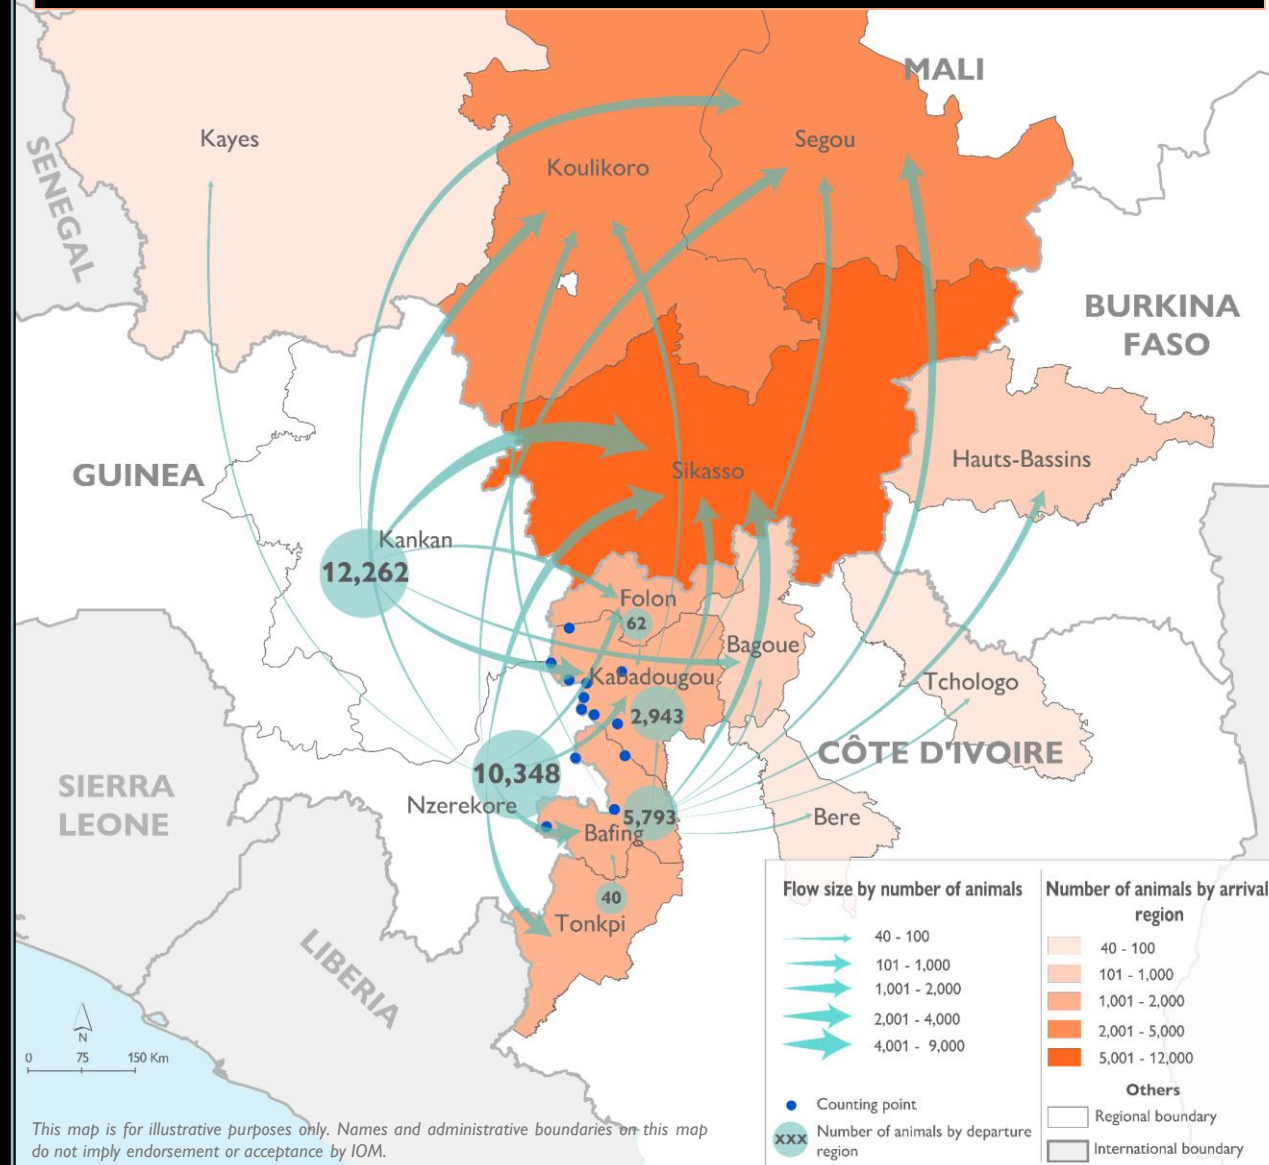 MALI
Kayes
Segou
Koulikoro
SENEGAL
BURKINA
FASO
GUINEA
Hauts-Bassins
Sikasso
Kankan
12,262
Folon
62
Bagoue
Kabadougou
Tchologo
2,943
CÔTE D'IVOIRE
10,348
SIERRA
LEONE
Nzerekore
5,793
Bere
Bafing
40
Tonkpi
LIBERIA
N
0 75 150 Km
This map is for illustrative purposes only. Names and administrative boundaries on this map
do not imply endorsement or acceptance by IOM.
Flow size by number of animals
40 - 100
101 - 1,000
1,001 - 2,000
2,001 - 4,000
4,001 - 9,000
Counting point
xxx
Number of animals by departure
region
Number of animals by arrival
region
40 - 100
101 - 1,000
1,001 - 2,000
2,001 - 5,000
5,001 - 12,000
Others
Regional boundary
International boundary